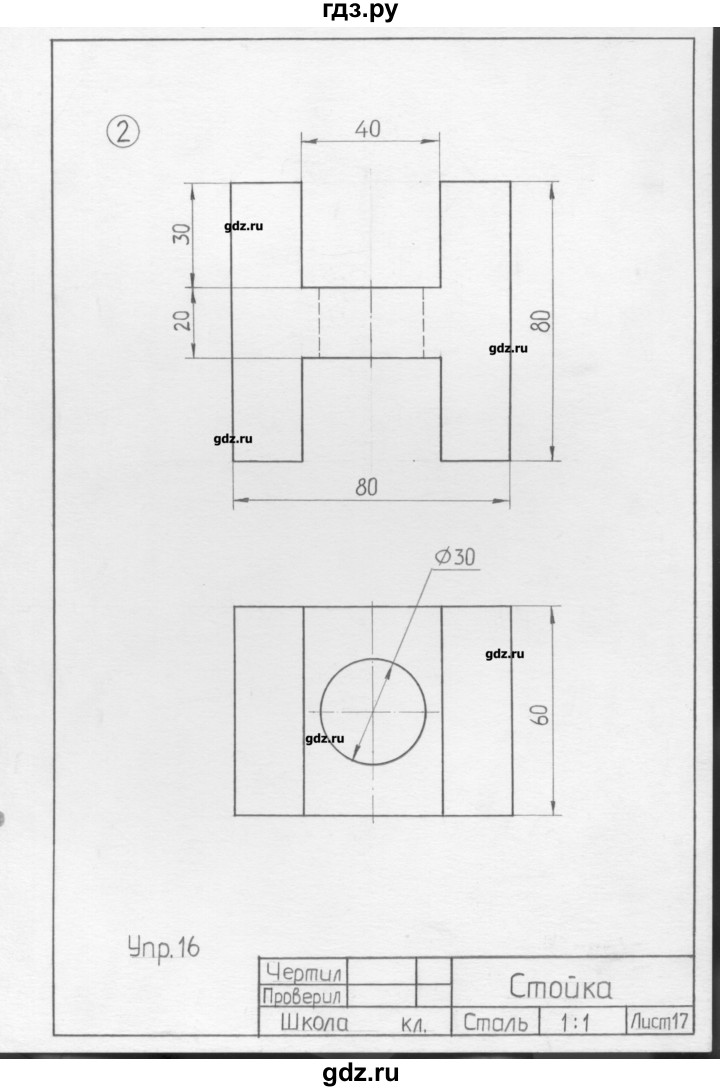 гдз.ру
2
40
30
gdz.ru
20
80
gdz.ru
gdz.ru
80
Ø30
gdz.ru
60
gdz.ru
Упр.16
Чертил
Проверил
Стойка
Школа кл. Сталь 1:1 Лист17
gdz.ru